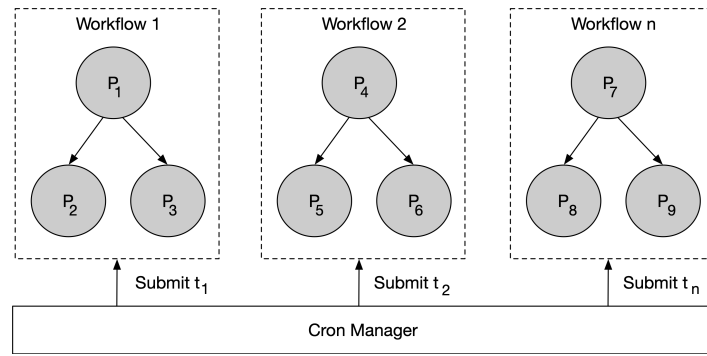 Workflow 1
Workflow 2
Workflow n
P1
P4
P7
P2
P3
P5
P6
P8
P9
Submit t1
Submit t2
Submit tn
Cron Manager